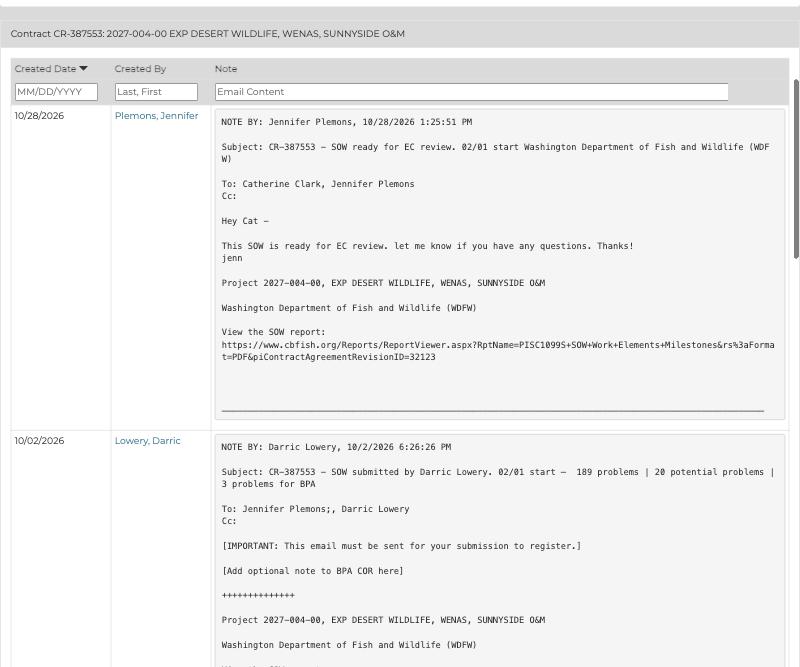 Contract CR-387553: 2027-004-00 EXP DESERT WILDLIFE, WENAS, SUNNYSIDE O&M
Created Date Created By Note
MM/DD/YYYY Last, First Email Content
10/28/2026 Plemons, Jennifer
NOTE BY: Jennifer Plemons, 10/28/2026 1:25:51 PM
Subject: CR-387553 - SOW ready for EC review. 02/01 start Washington Department of Fish and Wildlife (WDF
W)
To: Catherine Clark, Jennifer Plemons
Cc:
Hey Cat -
This SOW is ready for EC review. let me know if you have any questions. Thanks!
jenn
Project 2027-004-00, EXP DESERT WILDLIFE, WENAS, SUNNYSIDE O&M
Washington Department of Fish and Wildlife (WDFW)
View the SOW report:
https://www.cbfish.org/Reports/ReportViewer.aspx?RptName=PISC1099S+SOW+Work+Elements+Milestones&rs%3aForma
t=PDF&piContractAgreementRevisionID=32123
10/02/2026 Lowery, Darric
NOTE BY: Darric Lowery, 10/2/2026 6:26:26 PM
Subject: CR-387553 - SOW submitted by Darric Lowery. 02/01 start -  189 problems | 20 potential problems |
3 problems for BPA
To: Jennifer Plemons;, Darric Lowery
Cc:
[IMPORTANT: This email must be sent for your submission to register.]
[Add optional note to BPA COR here]
++++++++++++++
Project 2027-004-00, EXP DESERT WILDLIFE, WENAS, SUNNYSIDE O&M
Washington Department of Fish and Wildlife (WDFW)